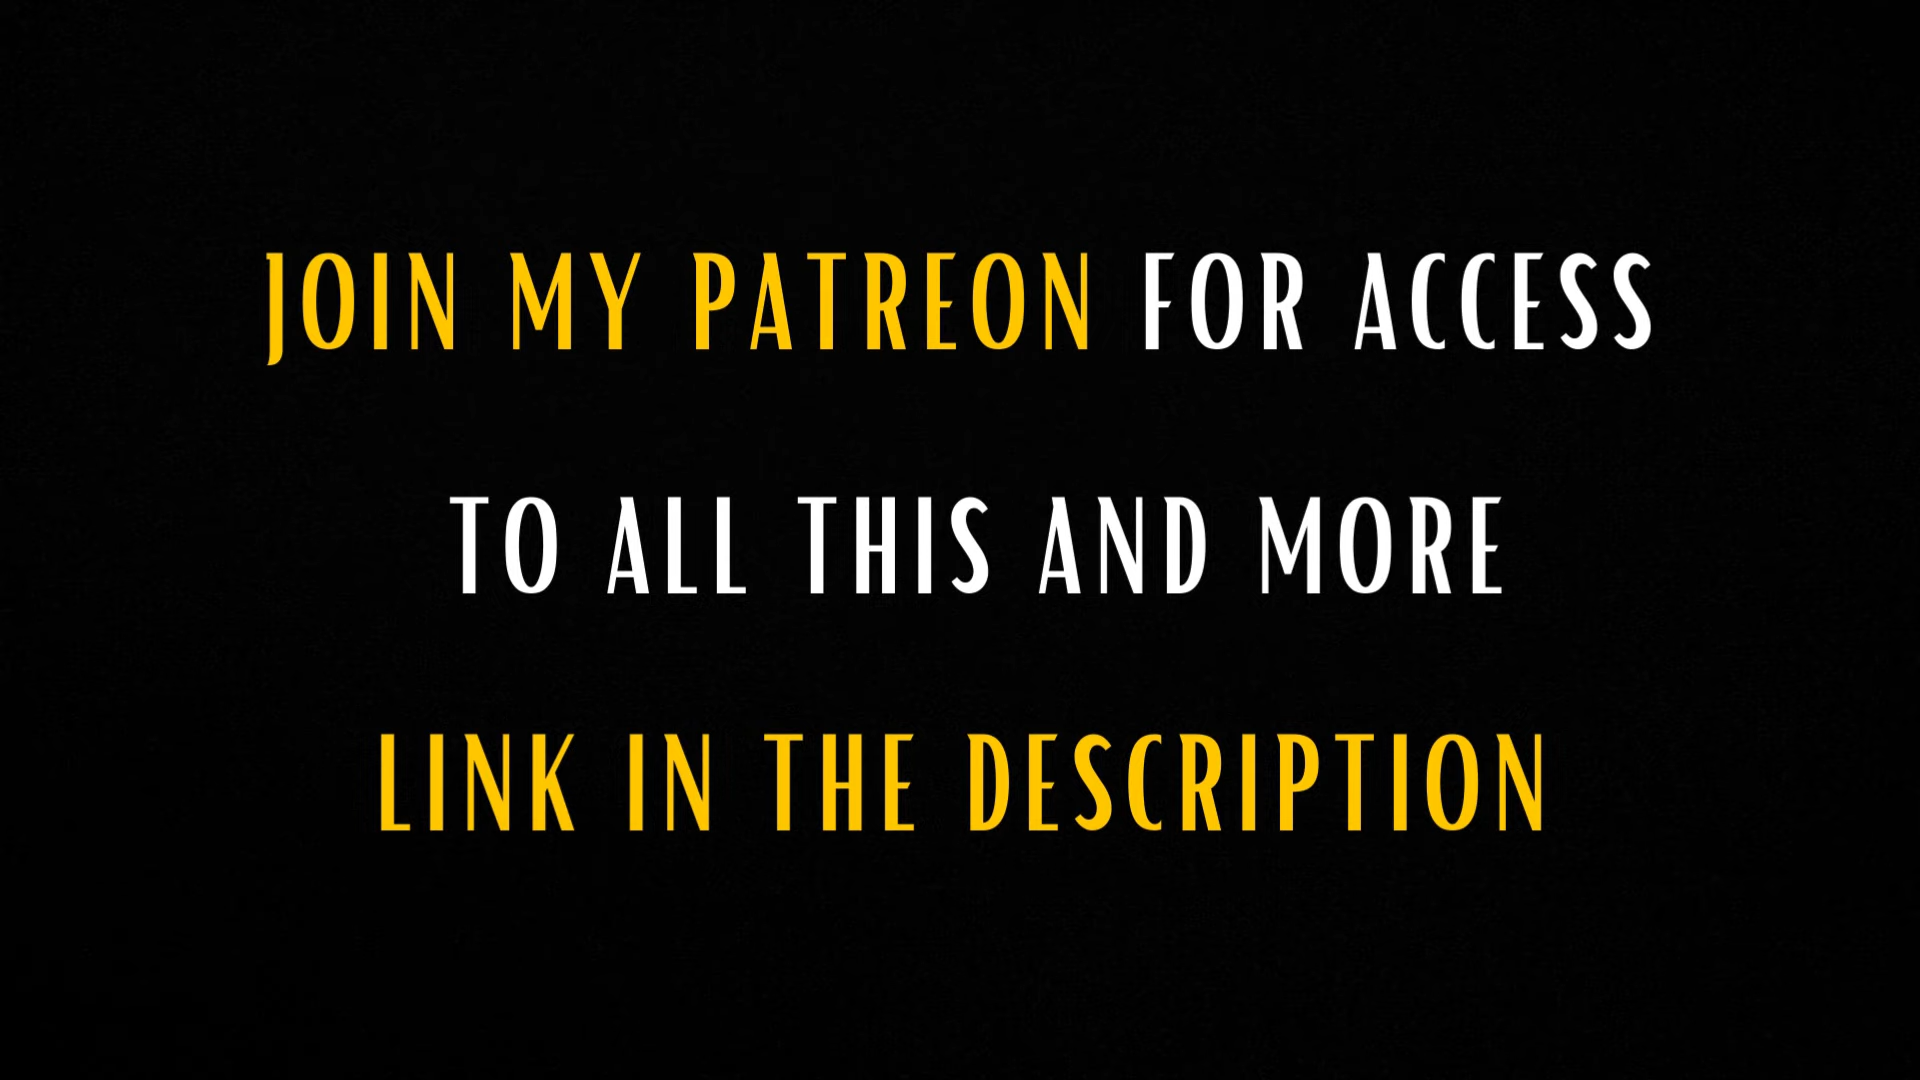 JOIN MY PATREON FOR ACCESS
TO ALL THIS AND MORE
LINK IN THE DESCRIPTION